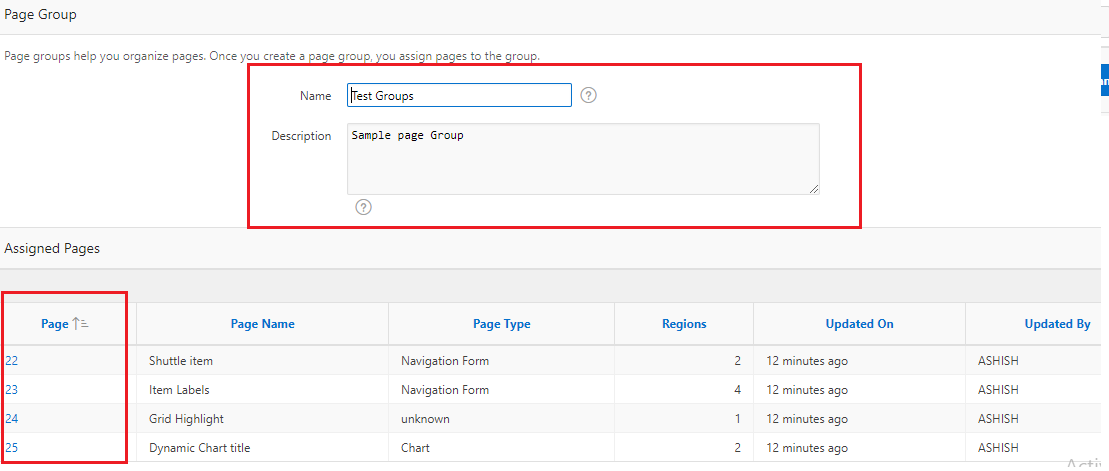 Page Group
Page groups help you organize pages. Once you create a page group, you assign pages to the group.
Name Test Groups ?
Description Sample page Group
?
Assigned Pages
Page Page Name Page Type Regions Updated On Updated By
22 Shuttle item Navigation Form 2 12 minutes ago ASHISH
23 Item Labels Navigation Form 4 12 minutes ago ASHISH
24 Grid Highlight unknown 1 12 minutes ago ASHISH
25 Dynamic Chart title Chart 2 12 minutes ago ASHISH